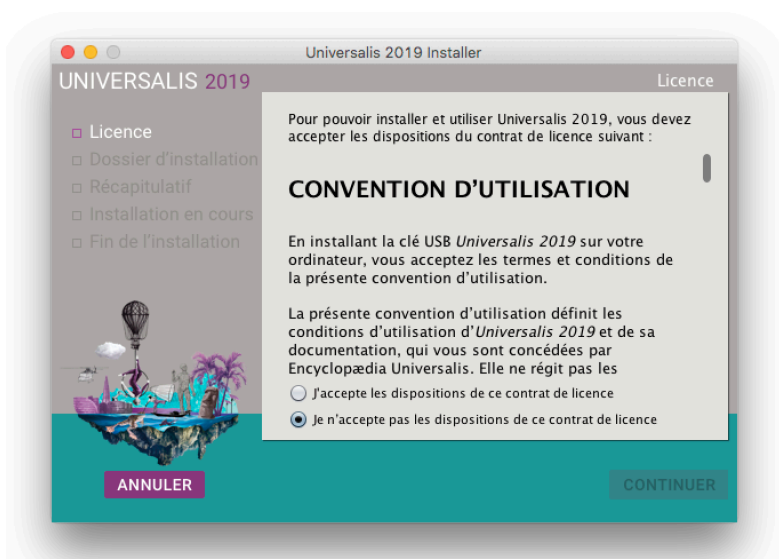 Universalis 2019 Installer
UNIVERSALIS 2019
Licence
Licence
Dossier d'installation
Récapitulatif
Installation en cours
Fin de l'installation
Pour pouvoir installer et utiliser Universalis 2019, vous devez
accepter les dispositions du contrat de licence suivant :
CONVENTION D’UTILISATION
En installant la clé USB Universalis 2019 sur votre
ordinateur, vous acceptez les termes et conditions de
la présente convention d’utilisation.
La présente convention d’utilisation définit les
conditions d’utilisation d’Universalis 2019 et de sa
documentation, qui vous sont concédées par
Encyclopædia Universalis. Elle ne régit pas les
J'accepte les dispositions de ce contrat de licence
Je n'accepte pas les dispositions de ce contrat de licence
ANNULER
CONTINUER